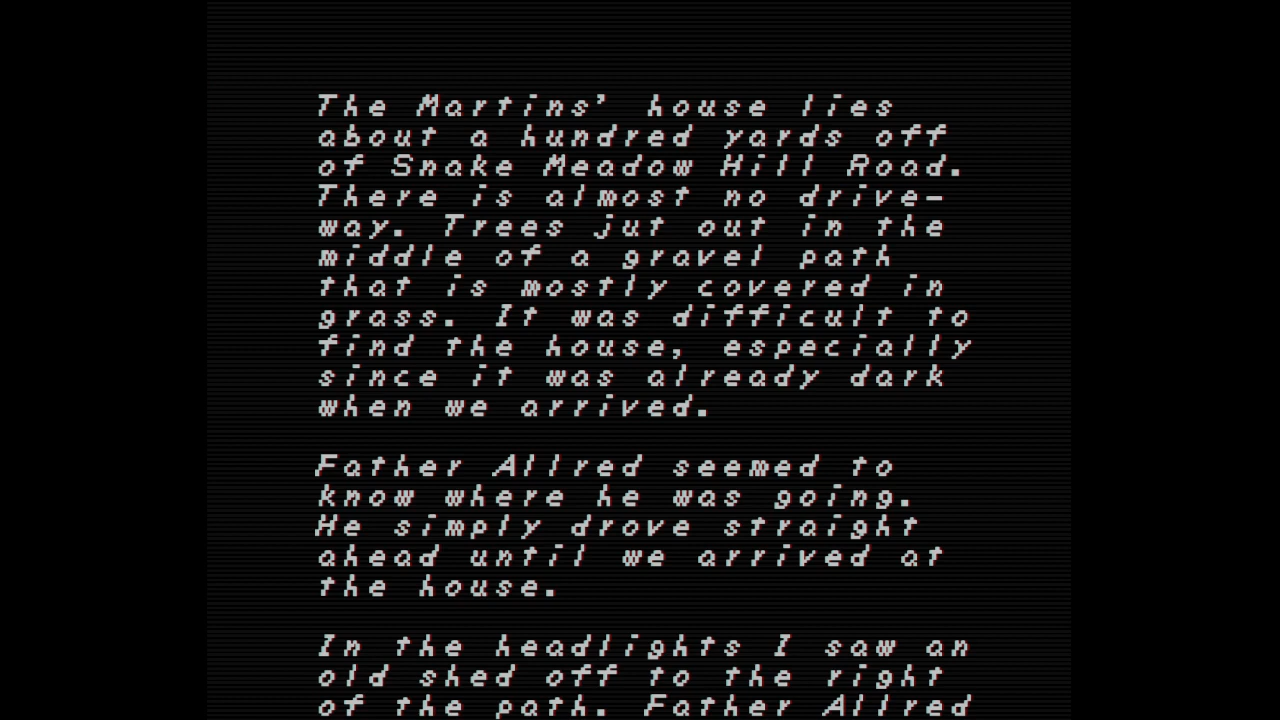 The Martins' house lies
about a hundred yards off
of Snake Meadow Hill Road.
There is almost no drive-
way. Trees jut out in the
middle of a gravel path
that is mostly covered in
grass. It was difficult to
find the house, especially
since it was already dark
when we arrived.
Father Allred seemed to
know where he was going.
He simply drove straight
ahead until we arrived at
the house.
In the headlights I saw an
old shed off to the right
of the path. Father Allred